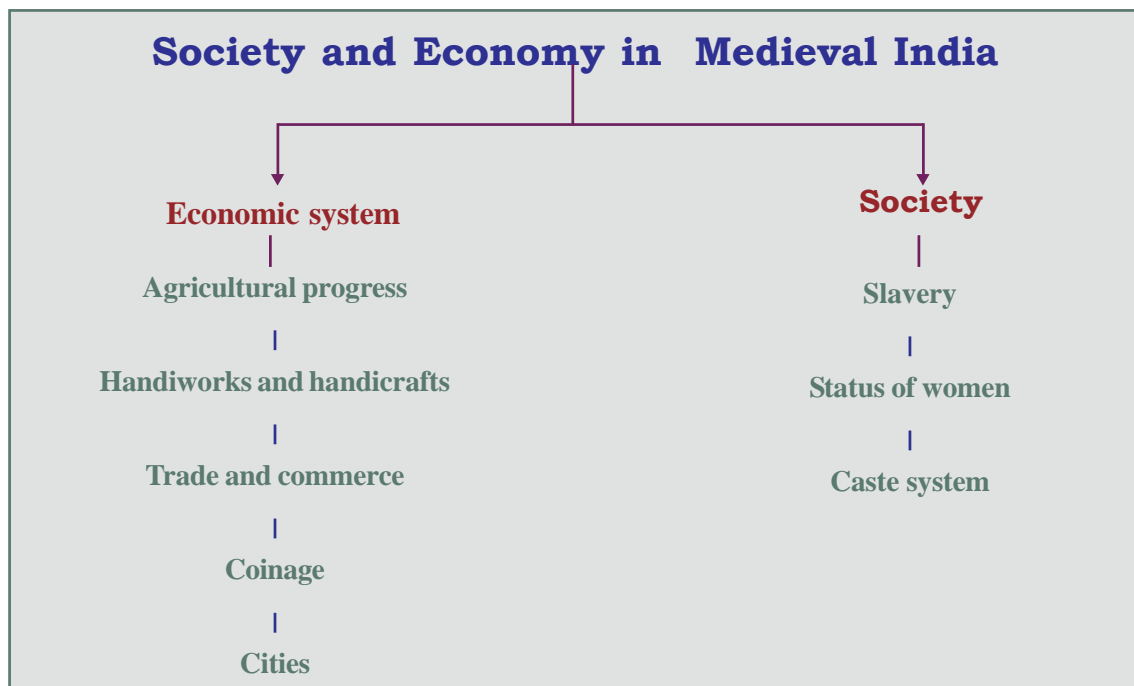 Society and Economy in Medieval India
Economic system
Agricultural progress
Handiworks and handicrafts
Trade and commerce
Coinage
Cities
Society
Slavery
Status of women
Caste system